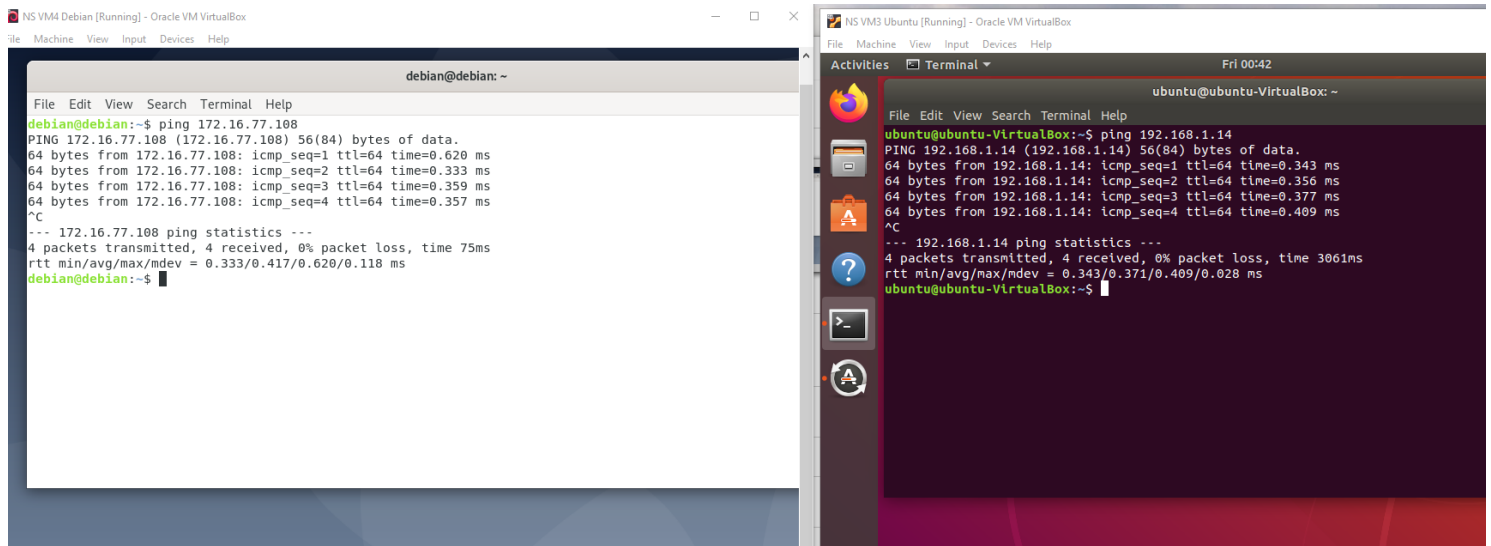 NS VM4 Debian [Running] - Oracle VM VirtualBox
Machine View Input Devices Help
debian@debian: ~
File Edit View Search Terminal Help
debian@debian:~$ ping 172.16.77.108
PING 172.16.77.108 (172.16.77.108) 56(84) bytes of data.
64 bytes from 172.16.77.108: icmp_seq=1 ttl=64 time=0.620 ms
64 bytes from 172.16.77.108: icmp_seq=2 ttl=64 time=0.333 ms
64 bytes from 172.16.77.108: icmp_seq=3 ttl=64 time=0.359 ms
64 bytes from 172.16.77.108: icmp_seq=4 ttl=64 time=0.357 ms
^C
--- 172.16.77.108 ping statistics ---
4 packets transmitted, 4 received, 0% packet loss, time 75ms
rtt min/avg/max/mdev = 0.333/0.417/0.620/0.118 ms
debian@debian:~$
NS VM3 Ubuntu [Running] - Oracle VM VirtualBox
File Machine View Input Devices Help
Activities Terminal Fri 00:42
ubuntu@ubuntu-VirtualBox: ~
File Edit View Search Terminal Help
ubuntu@ubuntu-VirtualBox:~$ ping 192.168.1.14
PING 192.168.1.14 (192.168.1.14) 56(84) bytes of data.
64 bytes from 192.168.1.14: icmp_seq=1 ttl=64 time=0.343 ms
64 bytes from 192.168.1.14: icmp_seq=2 ttl=64 time=0.356 ms
64 bytes from 192.168.1.14: icmp_seq=3 ttl=64 time=0.377 ms
64 bytes from 192.168.1.14: icmp_seq=4 ttl=64 time=0.409 ms
^C
--- 192.168.1.14 ping statistics ---
4 packets transmitted, 4 received, 0% packet loss, time 3061ms
rtt min/avg/max/mdev = 0.343/0.371/0.409/0.028 ms
ubuntu@ubuntu-VirtualBox:~$